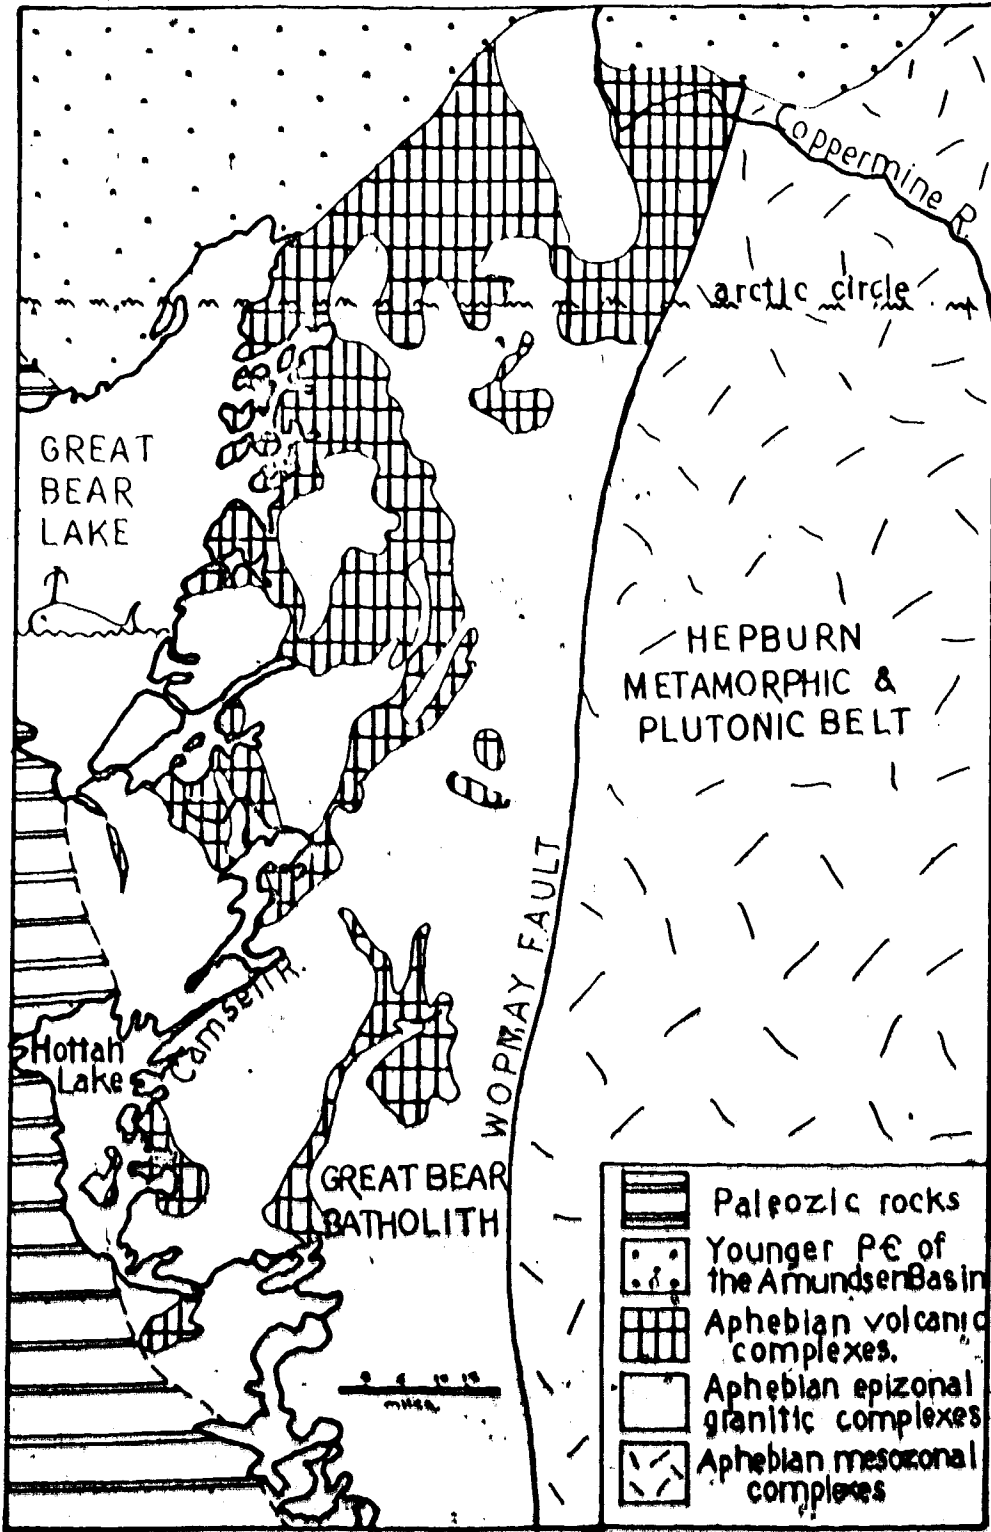 Coppermine R.
arctic circle
GREAT
BEAR
LAKE
HEPBURN
METAMORPHIC &
PLUTONIC BELT
WOPMAY FAULT
Camsell R.
Hottah
Lake
GREAT BEAR
BATHOLITH
miles
Paleozic rocks
Younger P€ of
the Amundsen Basin
Aphebian volcanic
complexes.
Aphebian epizonal
granitic complexes
Aphebian mesozonal
complexes